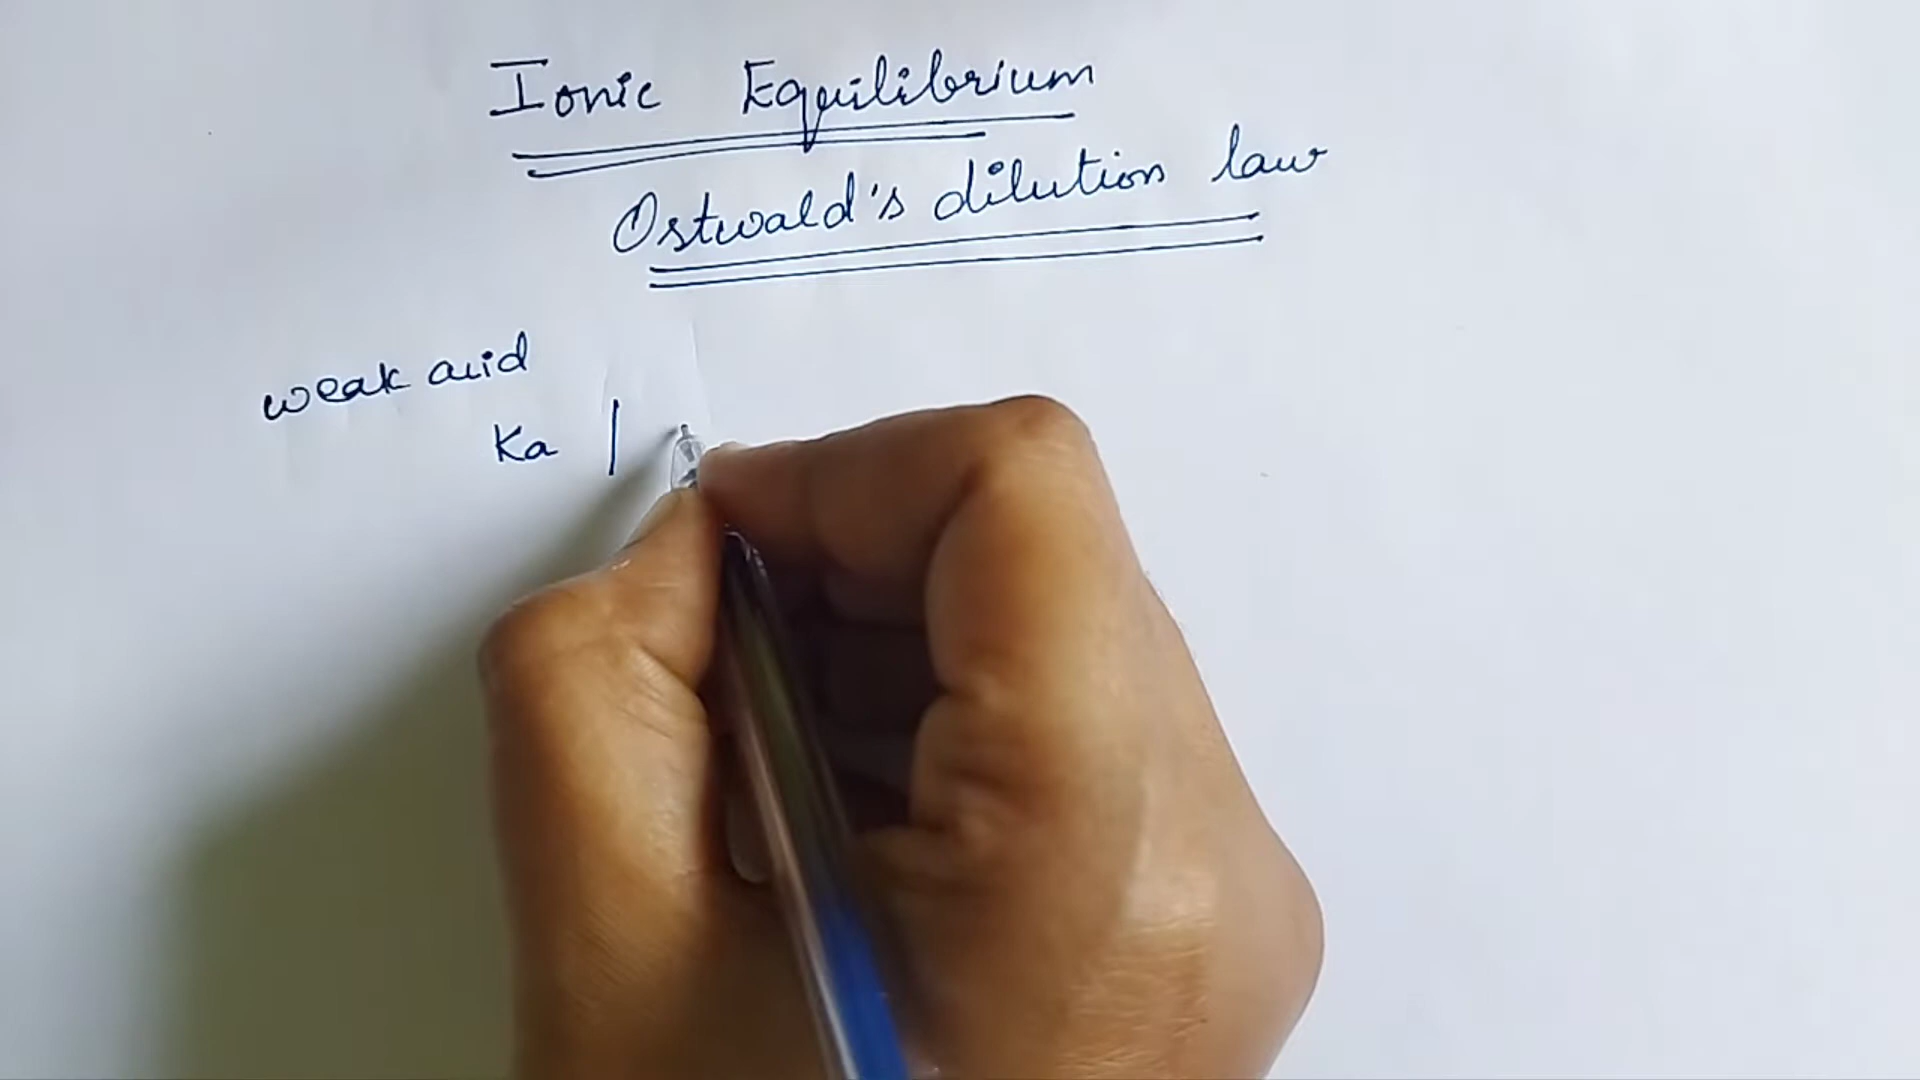 Ionic Equilibrium
Ostwald's dilution law
weak acid
Ka |